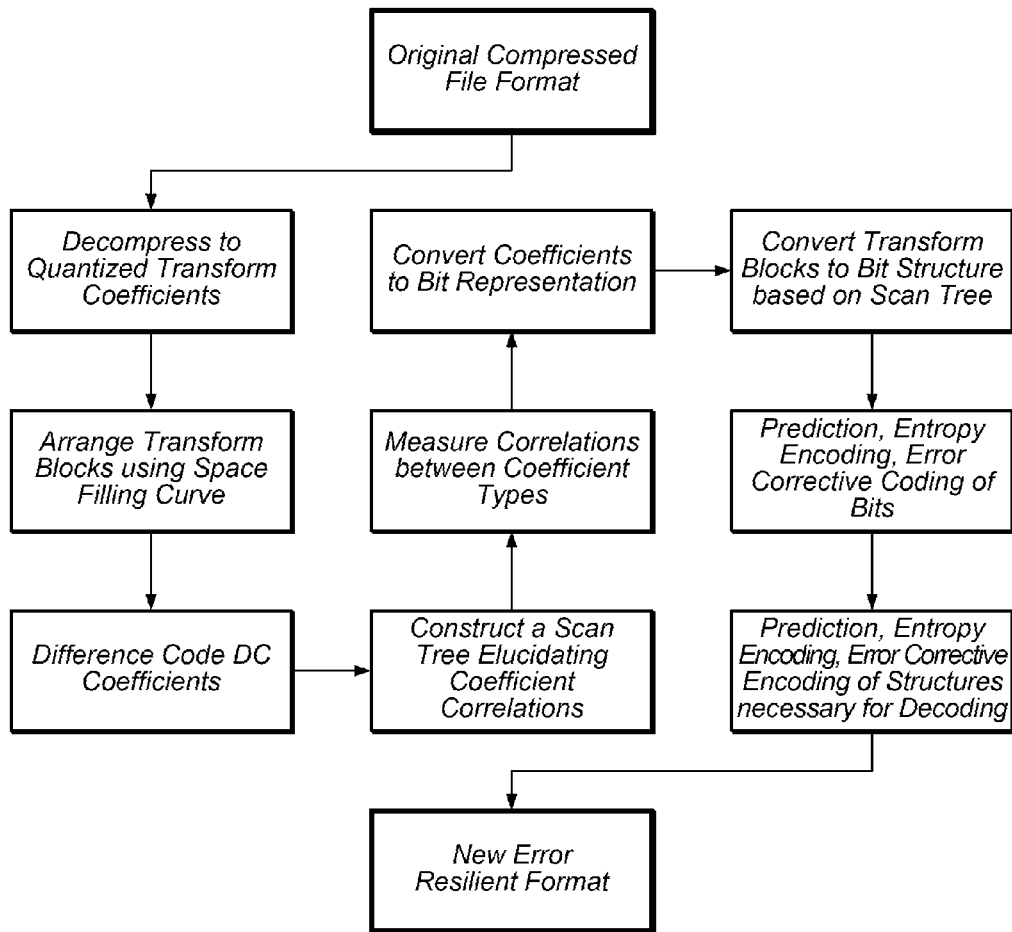 Original Compressed
File Format
Decompress to
Quantized Transform
Coefficients
Arrange Transform
Blocks using Space
Filling Curve
Difference Code DC
Coefficients
Construct a Scan
Tree Elucidating
Coefficient
Correlations
Measure Correlations
between Coefficient
Types
Convert Coefficients
to Bit Representation
Convert Transform
Blocks to Bit Structure
based on Scan Tree
Prediction, Entropy
Encoding, Error
Corrective Coding of
Bits
Prediction, Entropy
Encoding, Error Corrective
Encoding of Structures
necessary for Decoding
New Error
Resilient Format